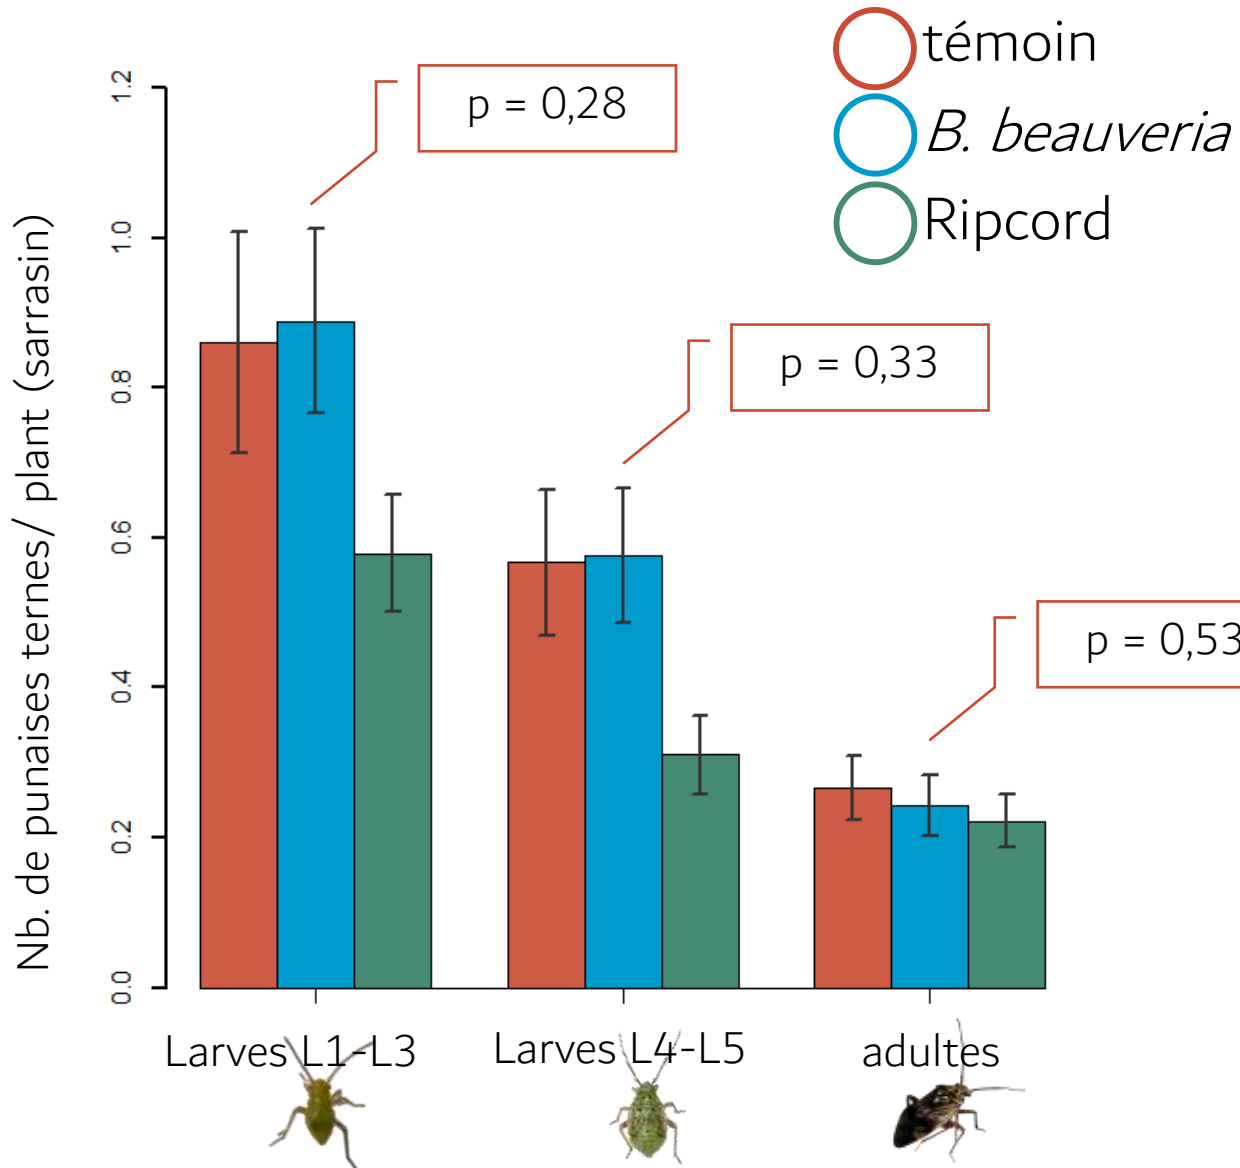 témoin
B. beauveria
Ripcord
p = 0,28
p = 0,33
p = 0,53
Nb. de punaises ternes/ plant (sarrasin)
1.2
1.0
0.8
0.6
0.4
0.2
0.0
Larves L1-L3
Larves L4-L5
adultes